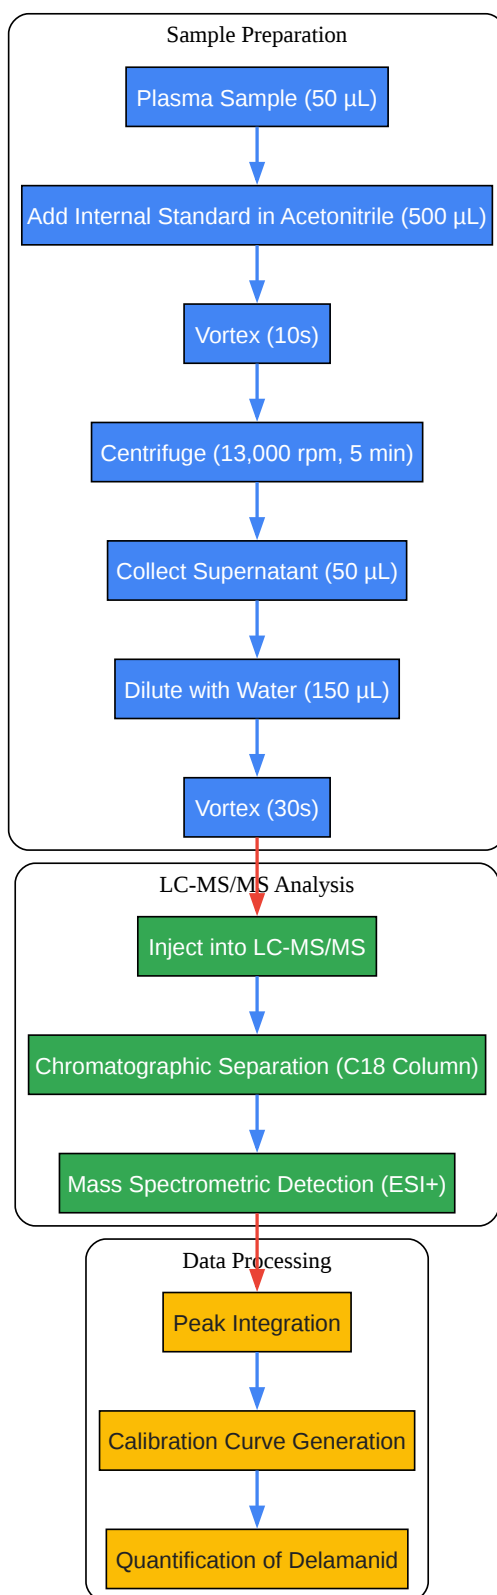 Sample Preparation
Plasma Sample (50 µL)
Add Internal Standard in Acetonitrile (500 µL)
Vortex (10s)
Centrifuge (13,000 rpm, 5 min)
Collect Supernatant (50 µL)
Dilute with Water (150 µL)
Vortex (30s)
LC-MS/MS Analysis
Inject into LC-MS/MS
Chromatographic Separation (C18 Column)
Mass Spectrometric Detection (ESI+)
Data Processing
Peak Integration
Calibration Curve Generation
Quantification of Delamanid